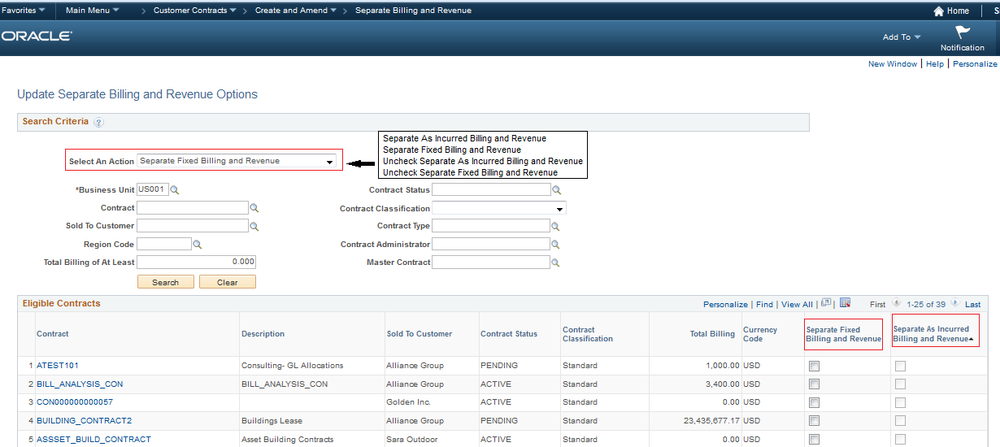 Favorites Main Menu > Customer Contracts > Create and Amend > Separate Billing and Revenue Home S
ORACLE Add To Notification
New Window | Help | Personalize
Update Separate Billing and Revenue Options
Search Criteria ?
Select An Action Separate Fixed Billing and Revenue
Separate As Incurred Billing and Revenue
Separate Fixed Billing and Revenue
Uncheck Separate As Incurred Billing and Revenue
Uncheck Separate Fixed Billing and Revenue
*Business Unit US001 Contract Status
Contract Contract Classification
Sold To Customer Contract Type
Region Code Contract Administrator
Total Billing of At Least 0.000 Master Contract
Search Clear
Eligible Contracts Personalize | Find | View All | | First 1-25 of 39 Last
Contract Description Sold To Customer Contract Status Contract Classification Total Billing Currency Code Separate Fixed Billing and Revenue Separate As Incurred Billing and Revenue
1 ATEST101 Consulting- GL Allocations Alliance Group PENDING Standard 1,000.00 USD
2 BILL_ANALYSIS_CON BILL_ANALYSIS_CON Alliance Group ACTIVE Standard 3,400.00 USD
3 CON000000000057 Golden Inc. ACTIVE Standard 0.00 USD
4 BUILDING_CONTRACT2 Buildings Lease Alliance Group PENDING Standard 23,435,677.17 USD
5 ASSSET_BUILD_CONTRACT Asset Building Contracts Sara Outdoor ACTIVE Standard 0.00 USD